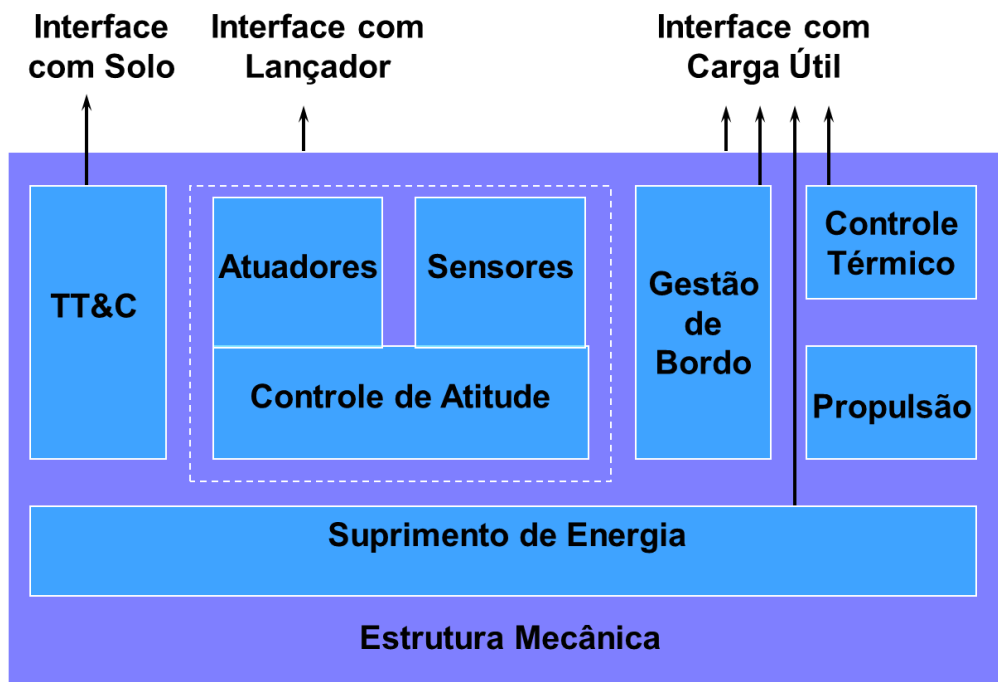 Interface
com Solo
Interface com
Lançador
Interface com
Carga Útil
TT&C
Atuadores
Sensores
Controle de Atitude
Gestão
de
Bordo
Controle
Térmico
Propulsão
Suprimento de Energia
Estrutura Mecânica